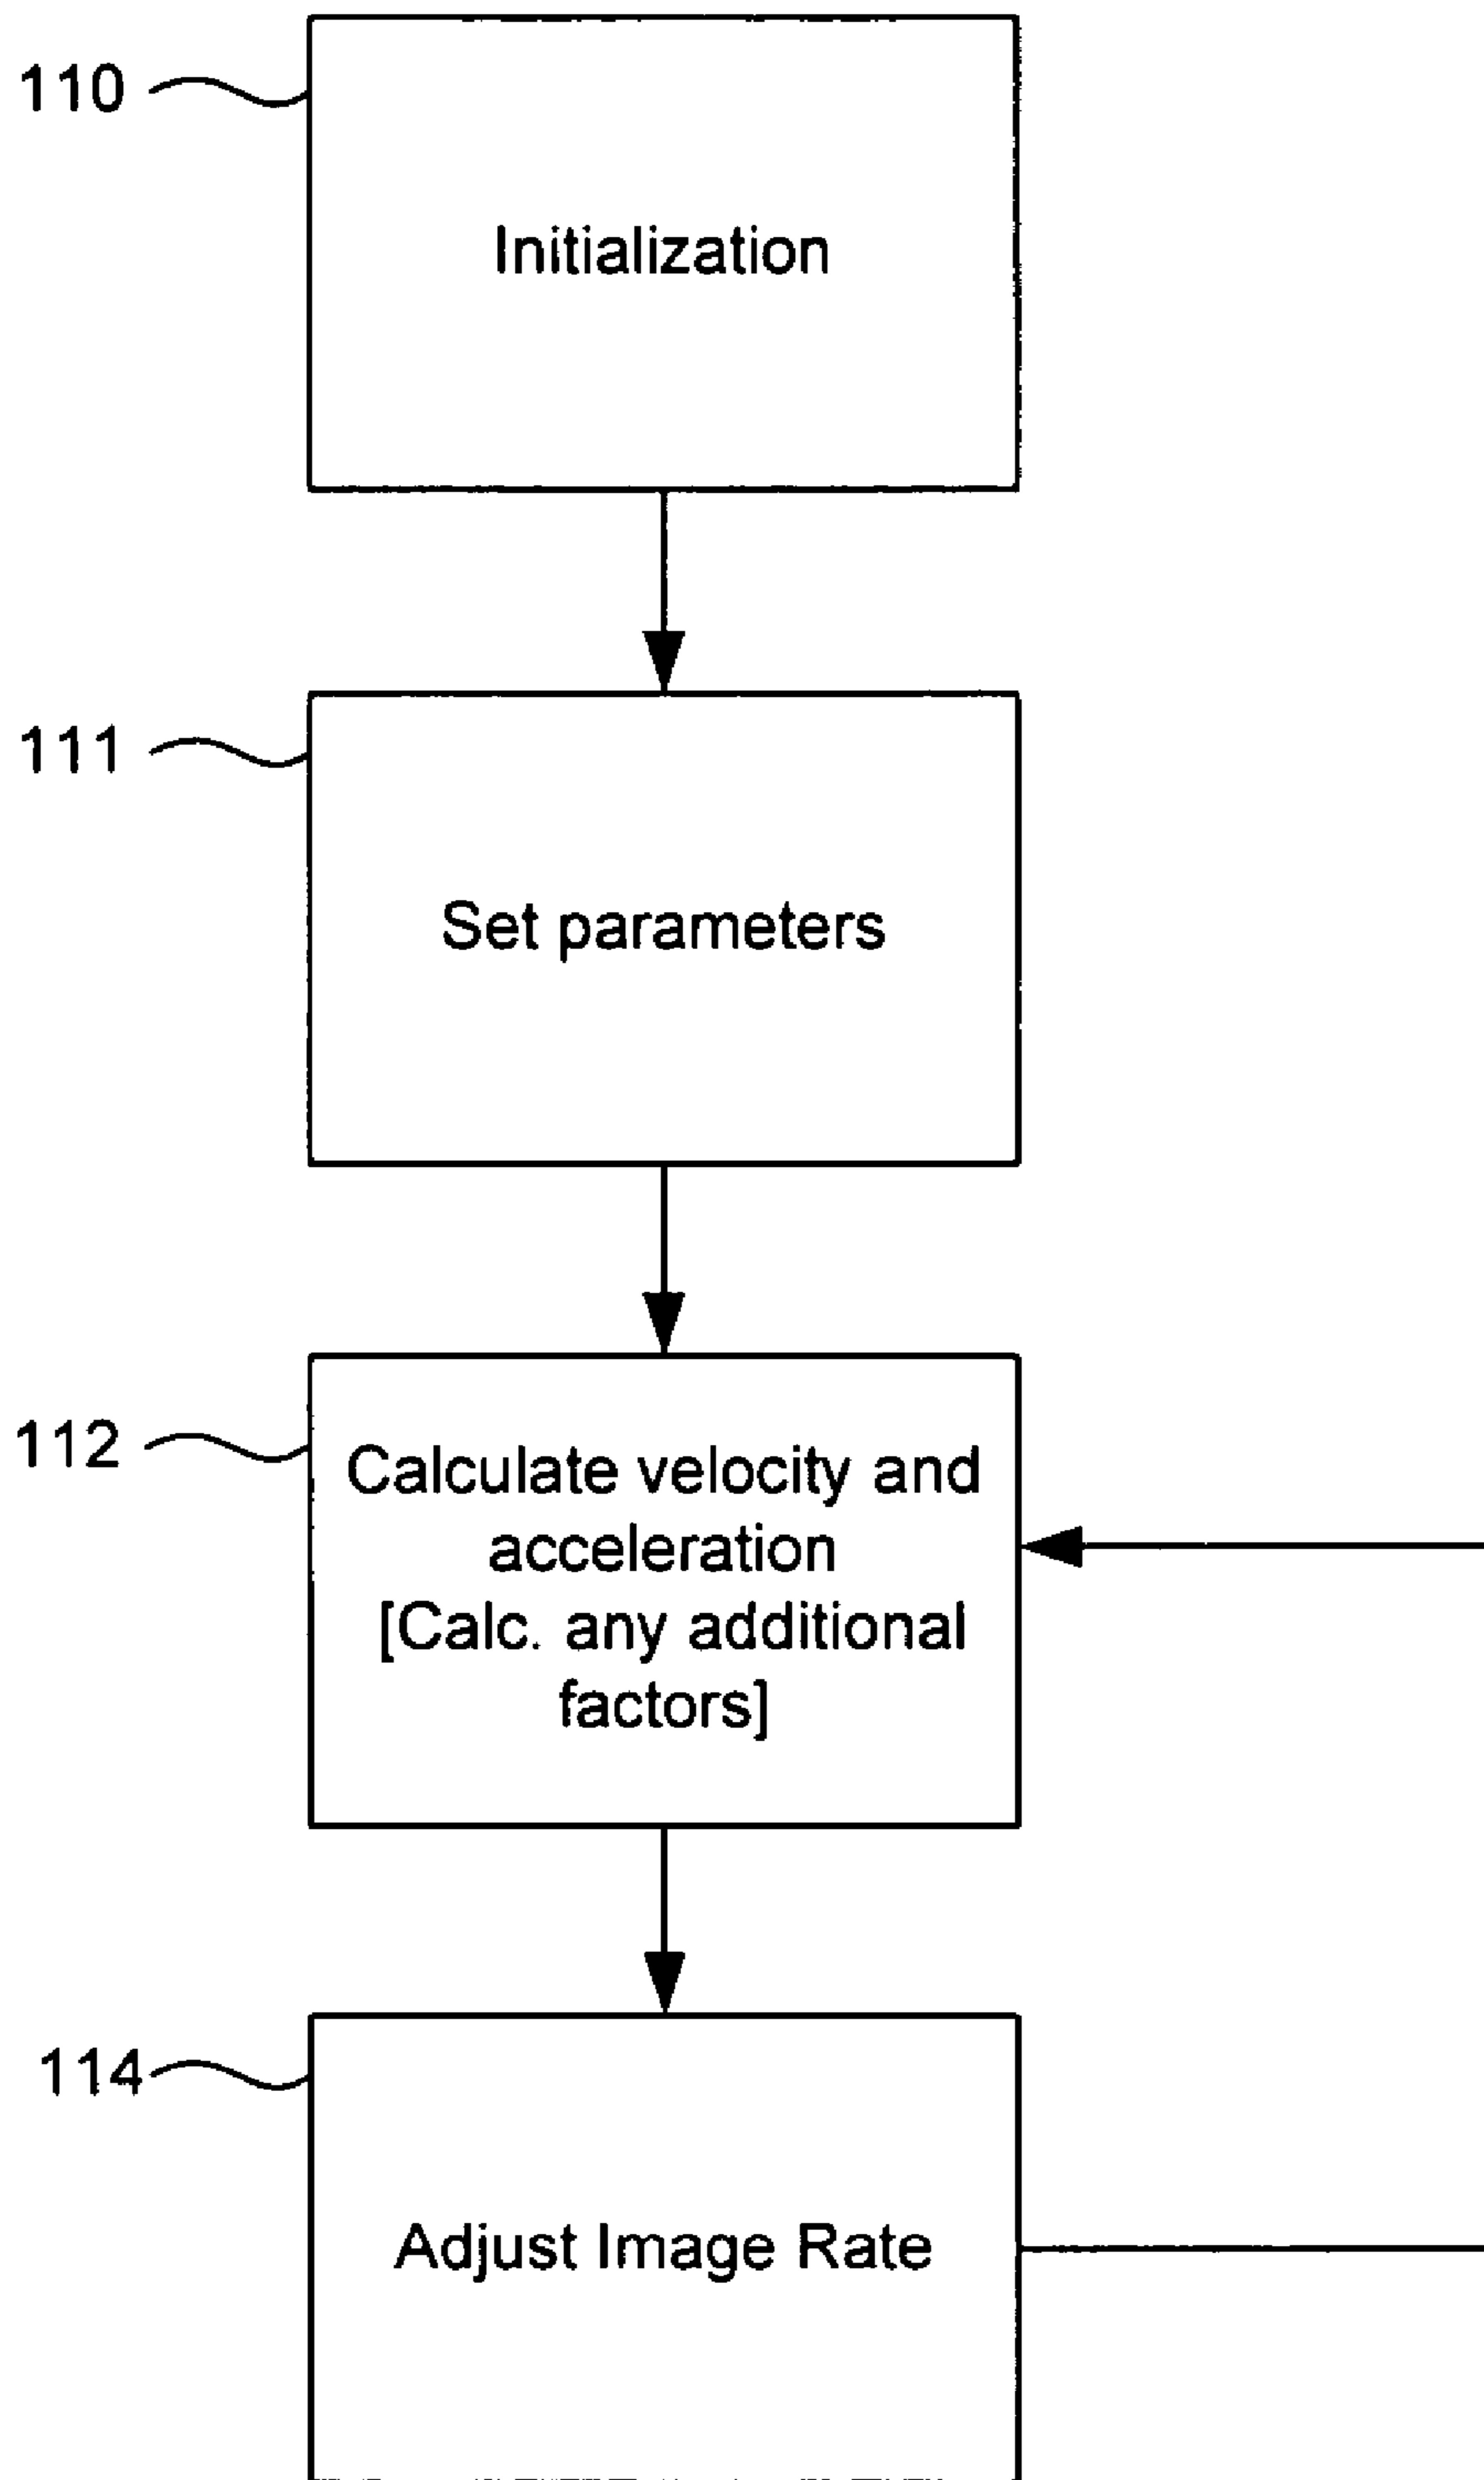 110
Initialization
111
Set parameters
112
Calculate velocity and
acceleration
[Calc. any additional
factors]
114
Adjust Image Rate